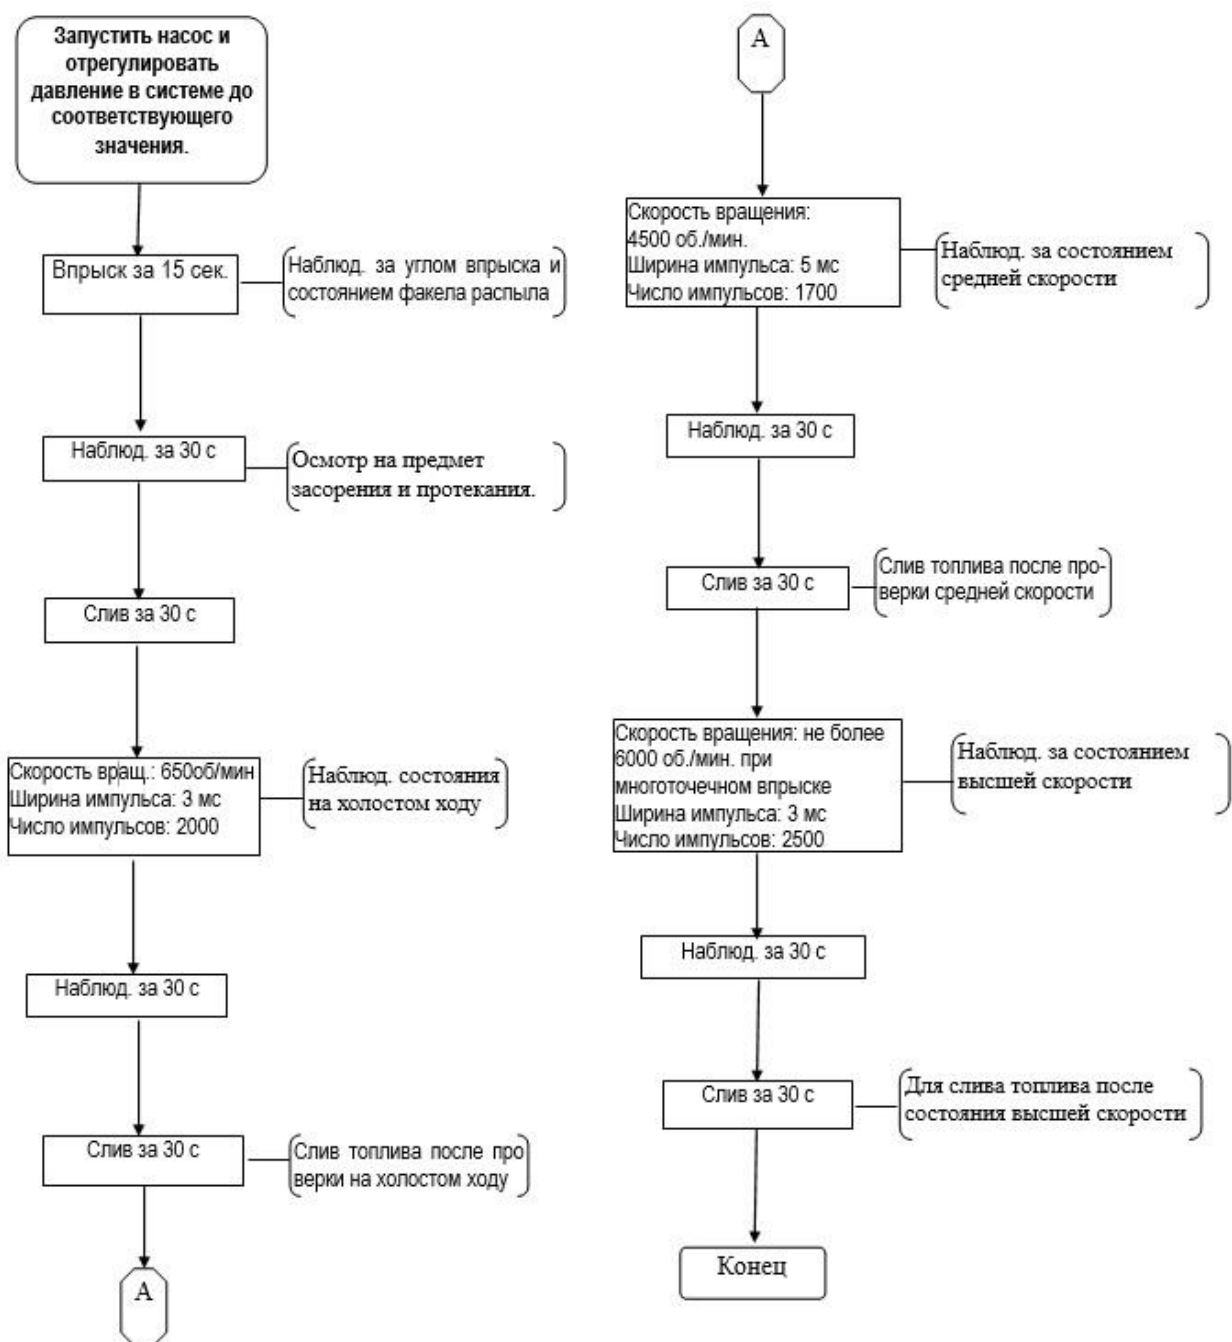 Запустить насос и
отрегулировать
давление в системе до
соответствующего
значения.
Впрыск за 15 сек.
Наблюд. за углом впрыска и
состоянием факела распыла
Наблюд. за 30 с
Осмотр на предмет
засорения и протекания.
Слив за 30 с
Скорость вращ.: 650об/мин
Ширина импульса: 3 мс
Число импульсов: 2000
Наблюд. состояния
на холостом ходу
Наблюд. за 30 с
Слив за 30 с
Слив топлива после про
верки на холостом ходу
А
А
Скорость вращения:
4500 об./мин.
Ширина импульса: 5 мс
Число импульсов: 1700
Наблюд. за состоянием
средней скорости
Наблюд. за 30 с
Слив за 30 с
Слив топлива после про-
верки средней скорости
Скорость вращения: не более
6000 об./мин. при
многоточечном впрыске
Ширина импульса: 3 мс
Число импульсов: 2500
Наблюд. за состоянием
высшей скорости
Наблюд. за 30 с
Слив за 30 с
Для слива топлива после
состояния высшей скорости
Конец